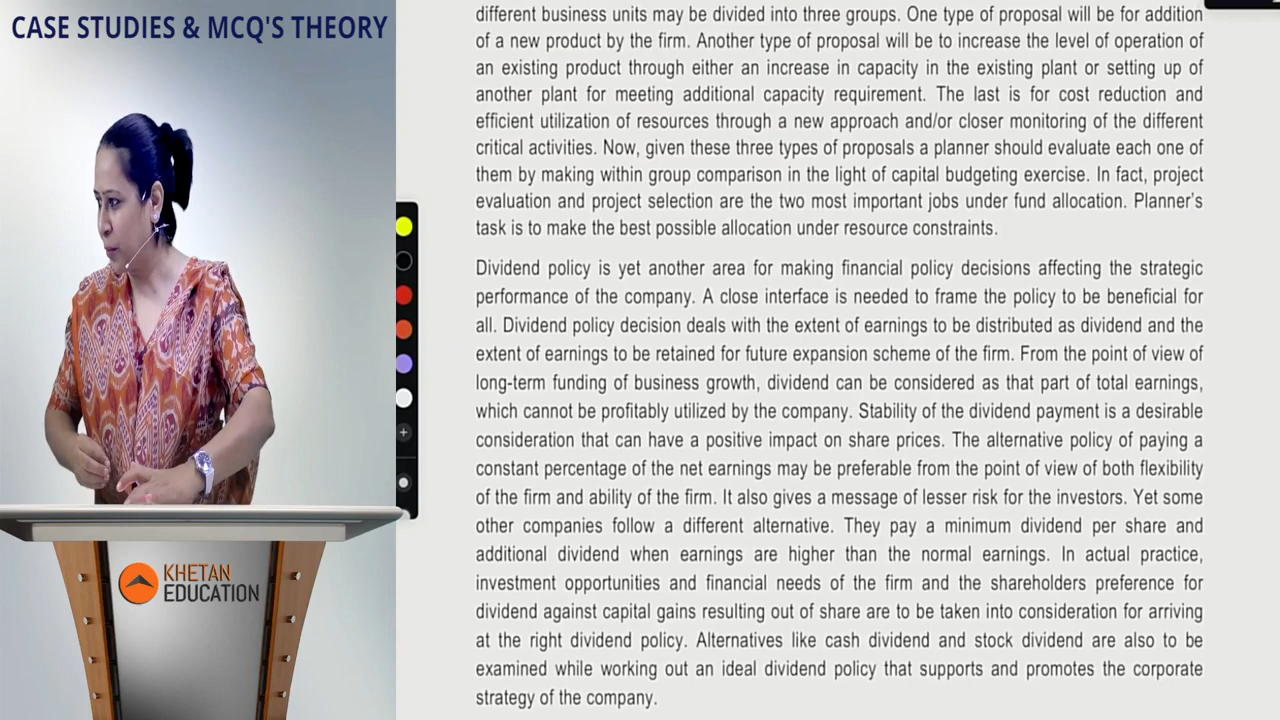 CASE STUDIES & MCQ'S THEORY
different business units may be divided into three groups. One type of proposal will be for addition
of a new product by the firm. Another type of proposal will be to increase the level of operation of
an existing product through either an increase in capacity in the existing plant or setting up of
another plant for meeting additional capacity requirement. The last is for cost reduction and
efficient utilization of resources through a new approach and/or closer monitoring of the different
critical activities. Now, given these three types of proposals a planner should evaluate each one of
them by making within group comparison in the light of capital budgeting exercise. In fact, project
evaluation and project selection are the two most important jobs under fund allocation. Planner's
task is to make the best possible allocation under resource constraints.
Dividend policy is yet another area for making financial policy decisions affecting the strategic
performance of the company. A close interface is needed to frame the policy to be beneficial for
all. Dividend policy decision deals with the extent of earnings to be distributed as dividend and the
extent of earnings to be retained for future expansion scheme of the firm. From the point of view of
long-term funding of business growth, dividend can be considered as that part of total earnings,
which cannot be profitably utilized by the company. Stability of the dividend payment is a desirable
consideration that can have a positive impact on share prices. The alternative policy of paying a
constant percentage of the net earnings may be preferable from the point of view of both flexibility
of the firm and ability of the firm. It also gives a message of lesser risk for the investors. Yet some
other companies follow a different alternative. They pay a minimum dividend per share and
additional dividend when earnings are higher than the normal earnings. In actual practice,
investment opportunities and financial needs of the firm and the shareholders preference for
dividend against capital gains resulting out of share are to be taken into consideration for arriving
at the right dividend policy. Alternatives like cash dividend and stock dividend are also to be
examined while working out an ideal dividend policy that supports and promotes the corporate
strategy of the company.
KHETAN
EDUCATION